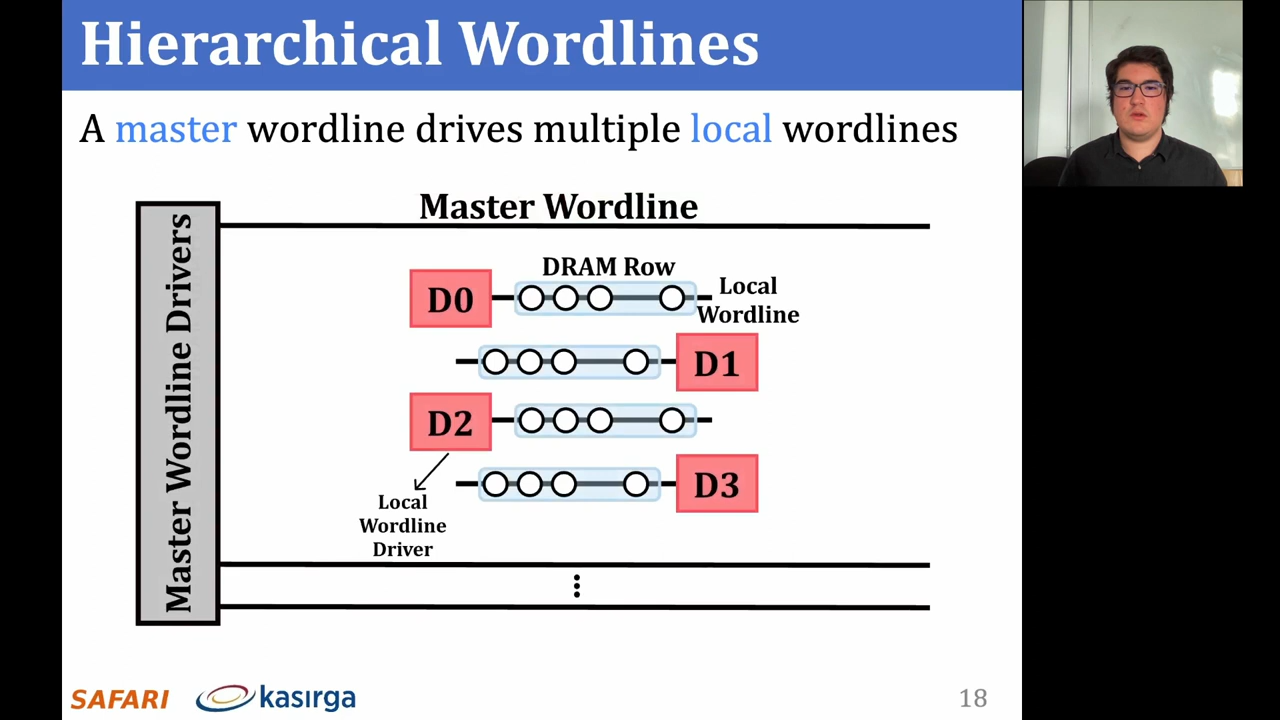 Hierarchical Wordlines
A master wordline drives multiple local wordlines
Master Wordline Drivers
Master Wordline
DRAM Row
D0
Local
Wordline
D1
D2
D3
Local
Wordline
Driver
SAFARI
kasırga
18